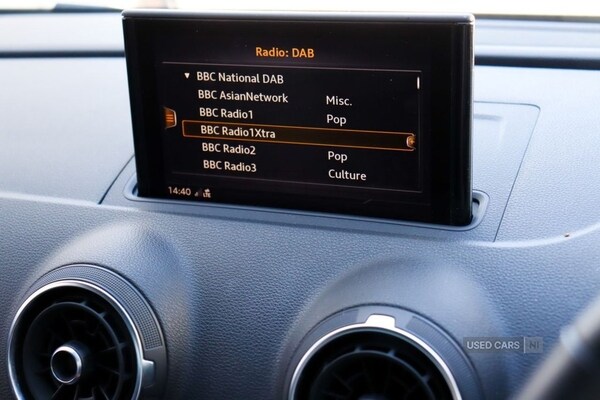 Radio: DAB
▼ BBC National DAB
BBC AsianNetwork Misc.
BBC Radio1 Pop
BBC Radio1Xtra
BBC Radio2 Pop
BBC Radio3 Culture
14:40 LTE
USED CARS NI